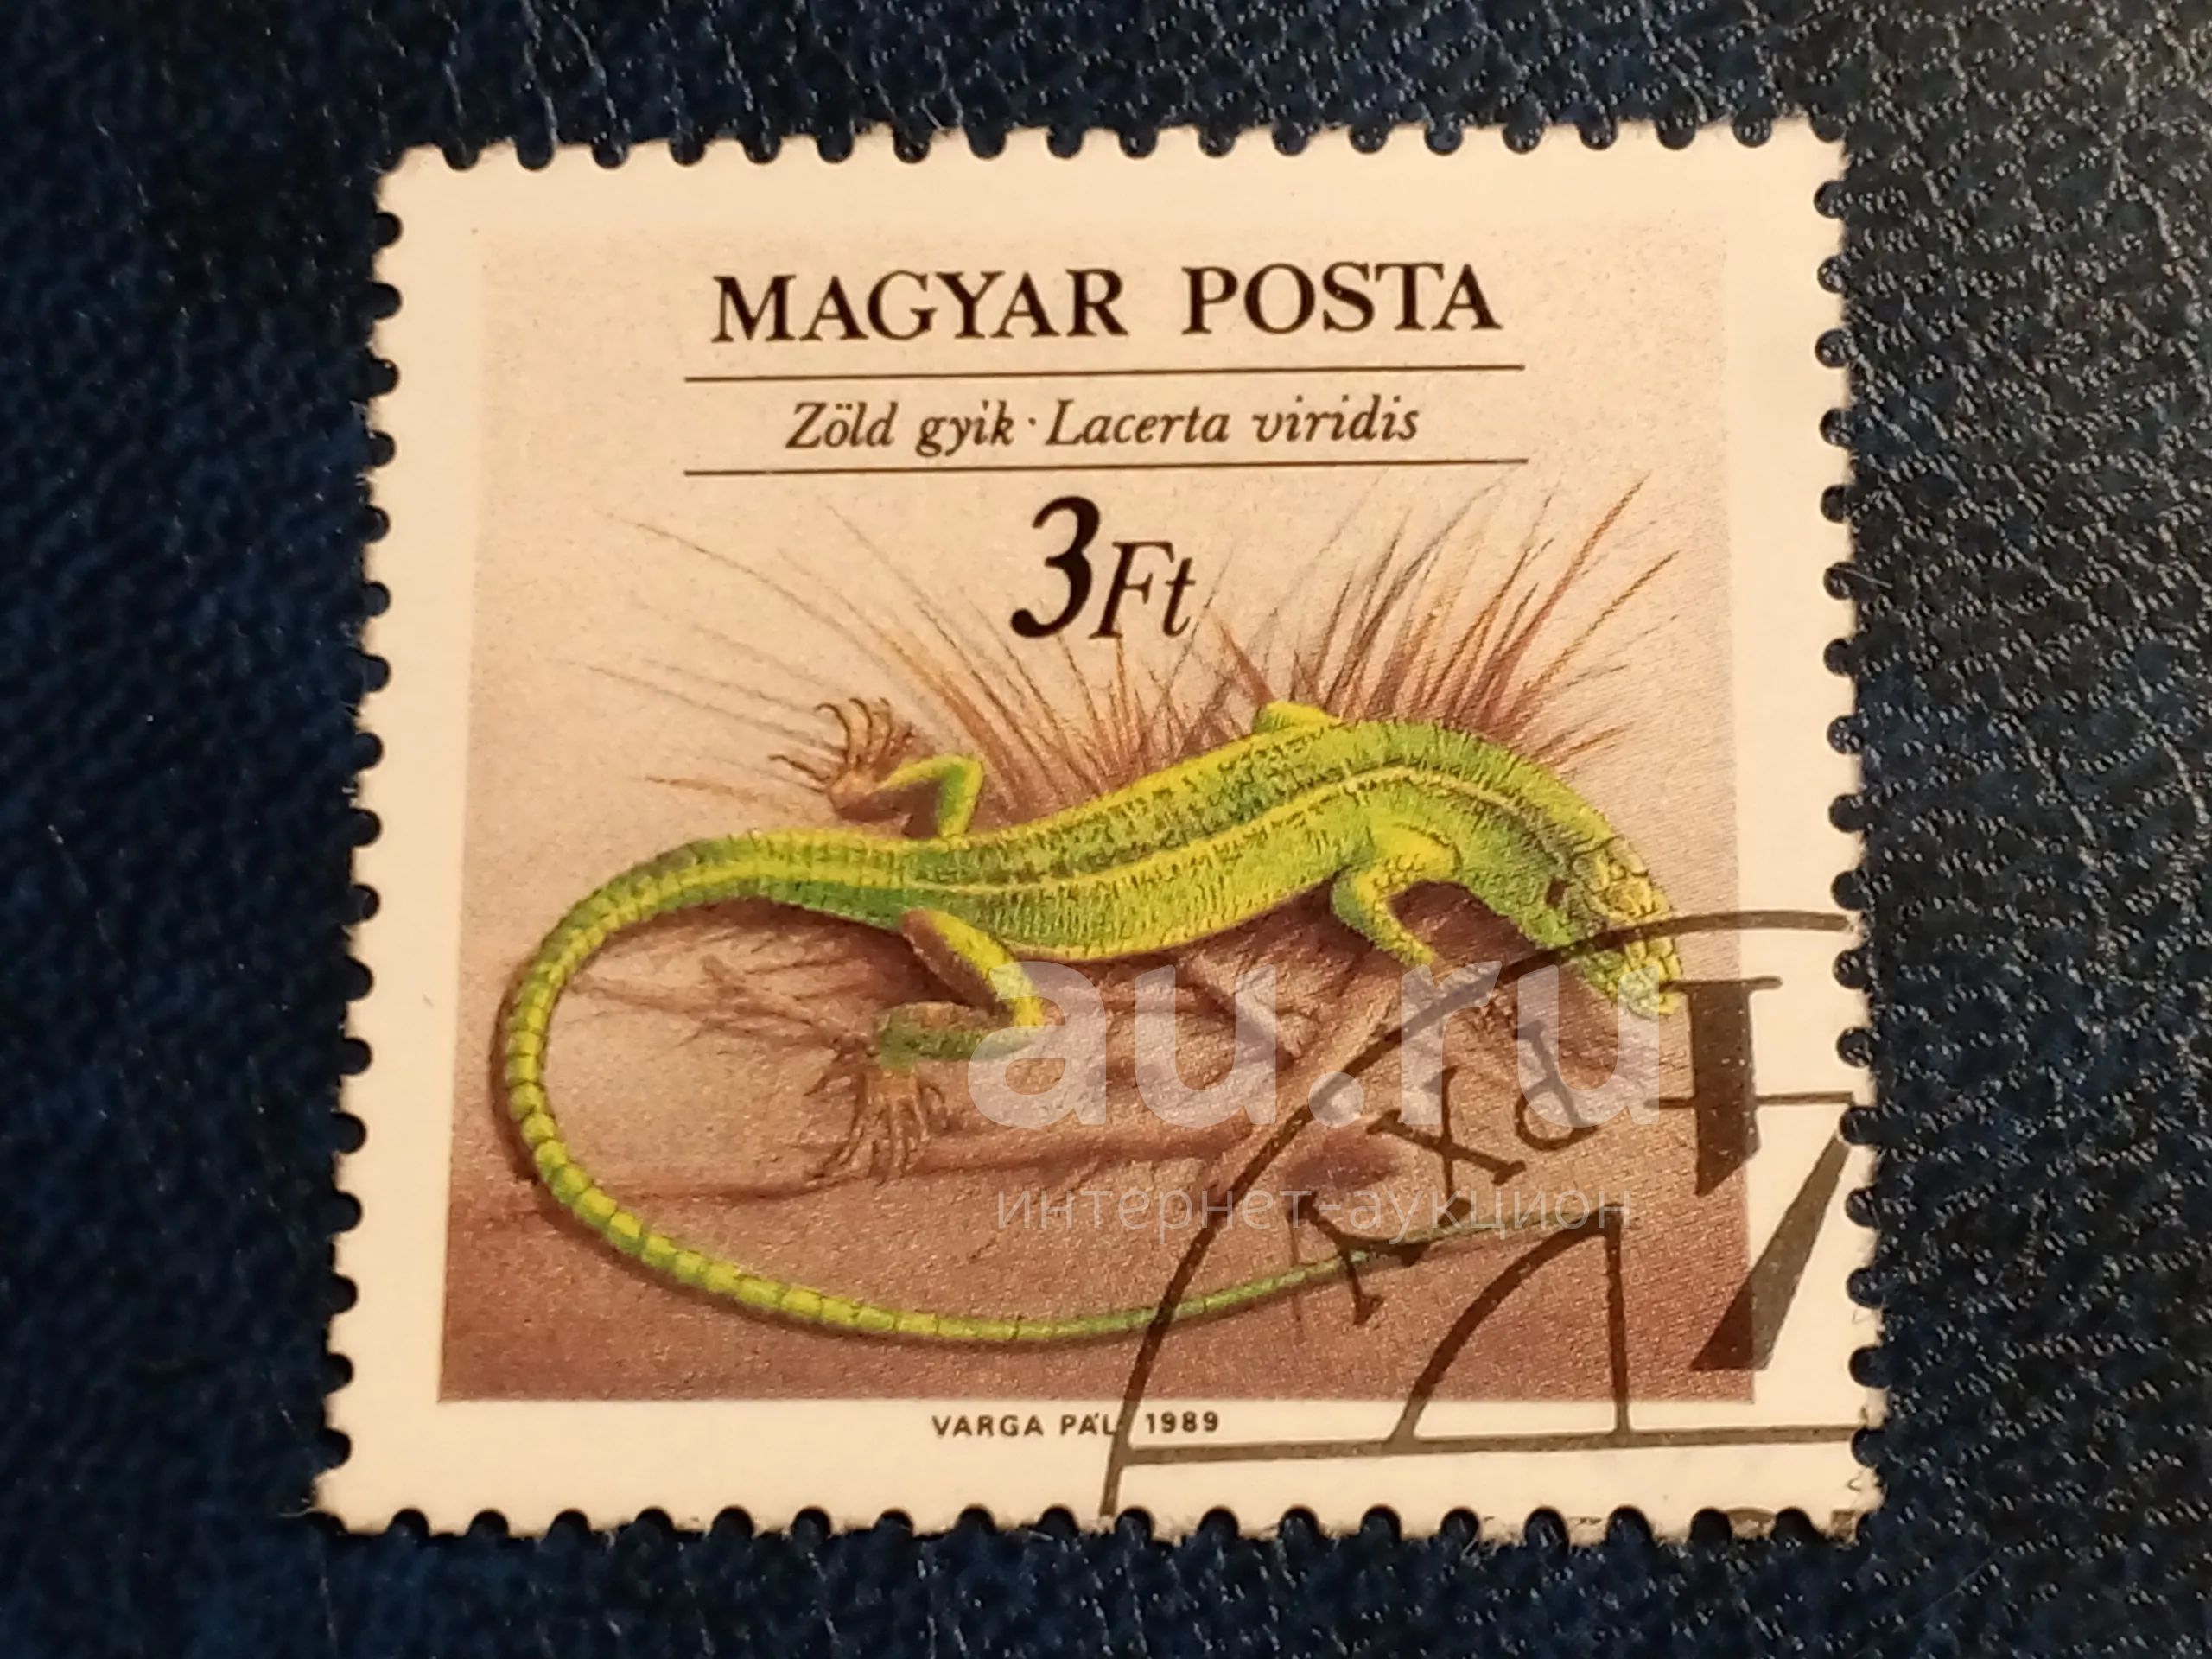 MAGYAR POSTA
Zöld gyik · Lacerta viridis
3Ft
au.ru
интернет-аукцион
VARGA PÁL 1989